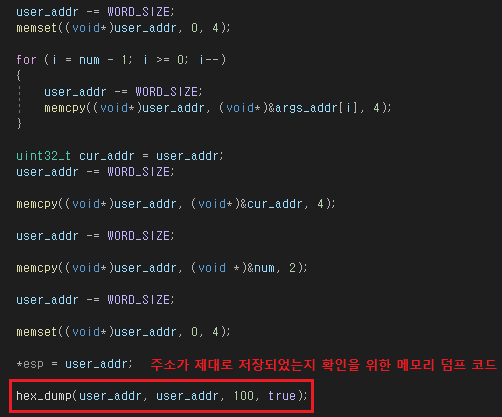 user_addr -= WORD_SIZE;
memset((void*)user_addr, 0, 4);
for (i = num - 1; i >= 0; i--)
{
user_addr -= WORD_SIZE;
memcpy((void*)user_addr, (void*)&args_addr[i], 4);
}
uint32_t cur_addr = user_addr;
user_addr -= WORD_SIZE;
memcpy((void*)user_addr, (void*)&cur_addr, 4);
user_addr -= WORD_SIZE;
memcpy((void*)user_addr, (void *)&num, 2);
user_addr -= WORD_SIZE;
memset((void*)user_addr, 0, 4);
*esp = user_addr; 주소가 제대로 저장되었는지 확인을 위한 메모리 덤프 코드
hex_dump(user_addr, user_addr, 100, true);